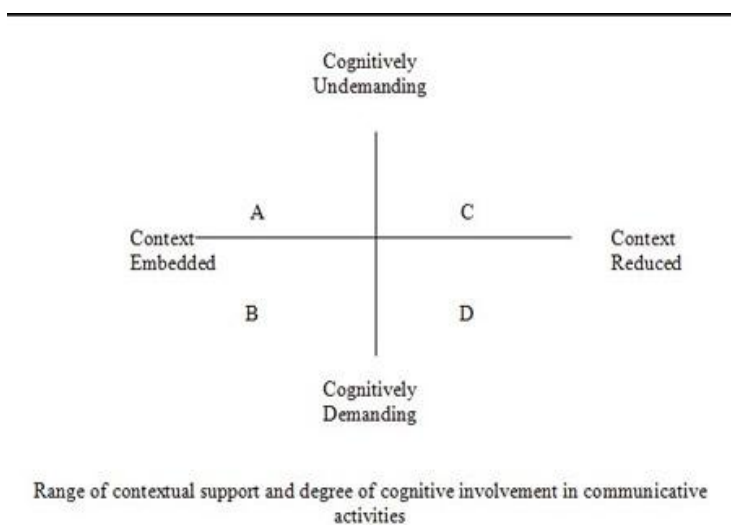 Cognitively
Undemanding
A
C
Context
Embedded
Context
Reduced
B
D
Cognitively
Demanding
Range of contextual support and degree of cognitive involvement in communicative
activities